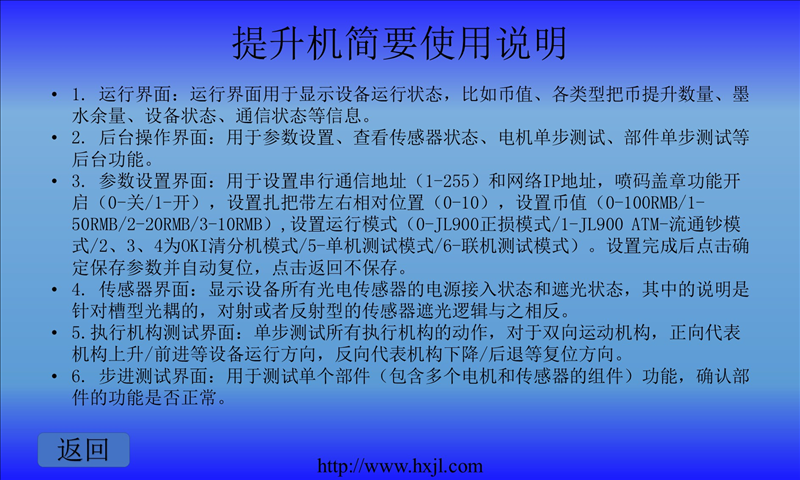 提升机简要使用说明
• 1. 运行界面：运行界面用于显示设备运行状态，比如币值、各类型把币提升数量、墨
水余量、设备状态、通信状态等信息。
• 2. 后台操作界面：用于参数设置、查看传感器状态、电机单步测试、部件单步测试等
后台功能。
• 3. 参数设置界面：用于设置串行通信地址（1-255）和网络IP地址，喷码盖章功能开
启（0-关/1-开），设置扎把带左右相对位置（0-10），设置币值（0-100RMB/1-
50RMB/2-20RMB/3-10RMB）,设置运行模式（0-JL900正损模式/1-JL900 ATM-流通钞模
式/2、3、4为OKI清分机模式/5-单机测试模式/6-联机测试模式）。设置完成后点击确
定保存参数并自动复位，点击返回不保存。
• 4. 传感器界面：显示设备所有光电传感器的电源接入状态和遮光状态，其中的说明是
针对槽型光耦的，对射或者反射型的传感器遮光逻辑与之相反。
• 5.执行机构测试界面：单步测试所有执行机构的动作，对于双向运动机构，正向代表
机构上升/前进等设备运行方向，反向代表机构下降/后退等复位方向。
• 6. 步进测试界面：用于测试单个部件（包含多个电机和传感器的组件）功能，确认部
件的功能是否正常。
返回
http://www.hxjl.com